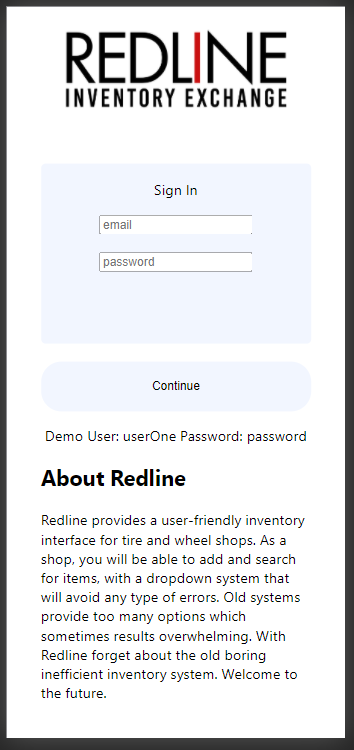 REDLINE
INVENTORY EXCHANGE
Sign In
email
password
Continue
Demo User: userOne Password: password
About Redline
Redline provides a user-friendly inventory
interface for tire and wheel shops. As a
shop, you will be able to add and search
for items, with a dropdown system that
will avoid any type of errors. Old systems
provide too many options which
sometimes results overwhelming. With
Redline forget about the old boring
inefficient inventory system. Welcome to
the future.